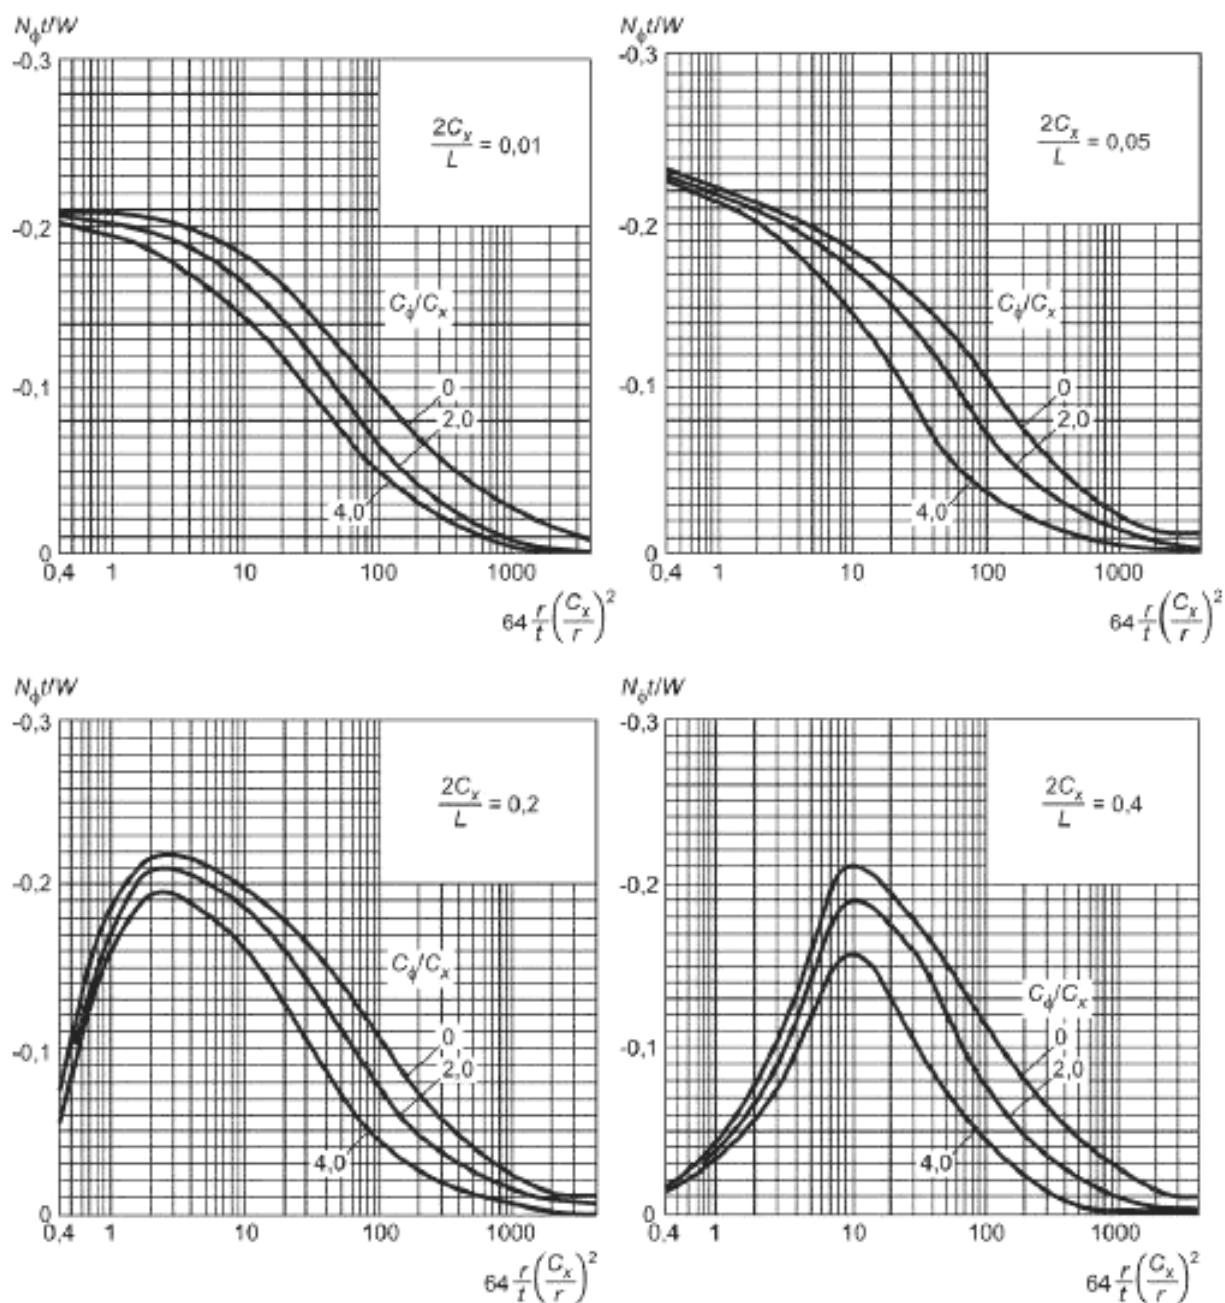 Nϕt/W
-0,3
-0,2
-0,1
0
2Cx/L = 0,01
Cϕ/Cx
0
2,0
4,0
0,4 1 10 100 1000
64 r/t (Cx/r)²
Nϕt/W
-0,3
-0,2
-0,1
0
2Cx/L = 0,05
Cϕ/Cx
0
2,0
4,0
0,4 1 10 100 1000
64 r/t (Cx/r)²
Nϕt/W
-0,3
-0,2
-0,1
0
2Cx/L = 0,2
Cϕ/Cx
0
2,0
4,0
0,4 1 10 100 1000
64 r/t (Cx/r)²
Nϕt/W
-0,3
-0,2
-0,1
0
2Cx/L = 0,4
Cϕ/Cx
0
2,0
4,0
0,4 1 10 100 1000
64 r/t (Cx/r)²